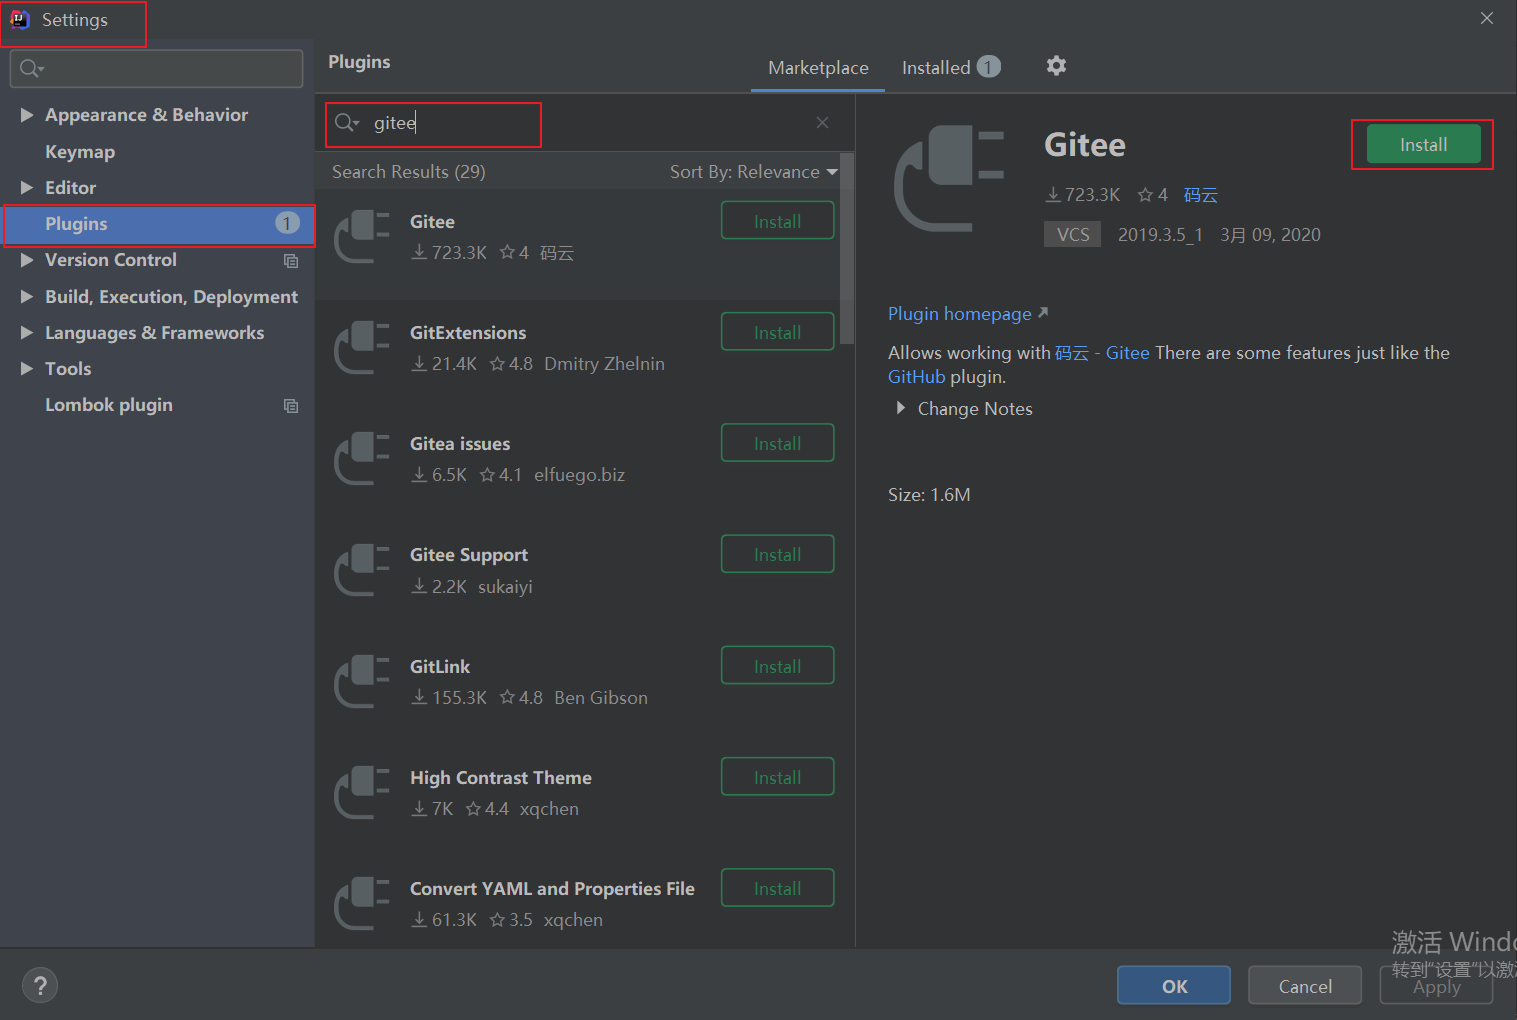 Settings
Plugins
Marketplace
Installed 1
Appearance & Behavior
Keymap
Editor
Plugins 1
Version Control
Build, Execution, Deployment
Languages & Frameworks
Tools
Lombok plugin
gitee
Search Results (29)
Sort By: Relevance
Gitee
Install
723.3K 4 码云
GitExtensions
Install
21.4K 4.8 Dmitry Zhelnin
Gitea issues
Install
6.5K 4.1 elfuego.biz
Gitee Support
Install
2.2K sukaiyi
GitLink
Install
155.3K 4.8 Ben Gibson
High Contrast Theme
Install
7K 4.4 xqchen
Convert YAML and Properties File
Install
61.3K 3.5 xqchen
Gitee
Install
723.3K 4 码云
VCS 2019.3.5_1 3月 09, 2020
Plugin homepage
Allows working with 码云 - Gitee There are some features just like the
GitHub plugin.
Change Notes
Size: 1.6M
激活 Windo
转到“设置”以激
?
OK
Cancel
Apply